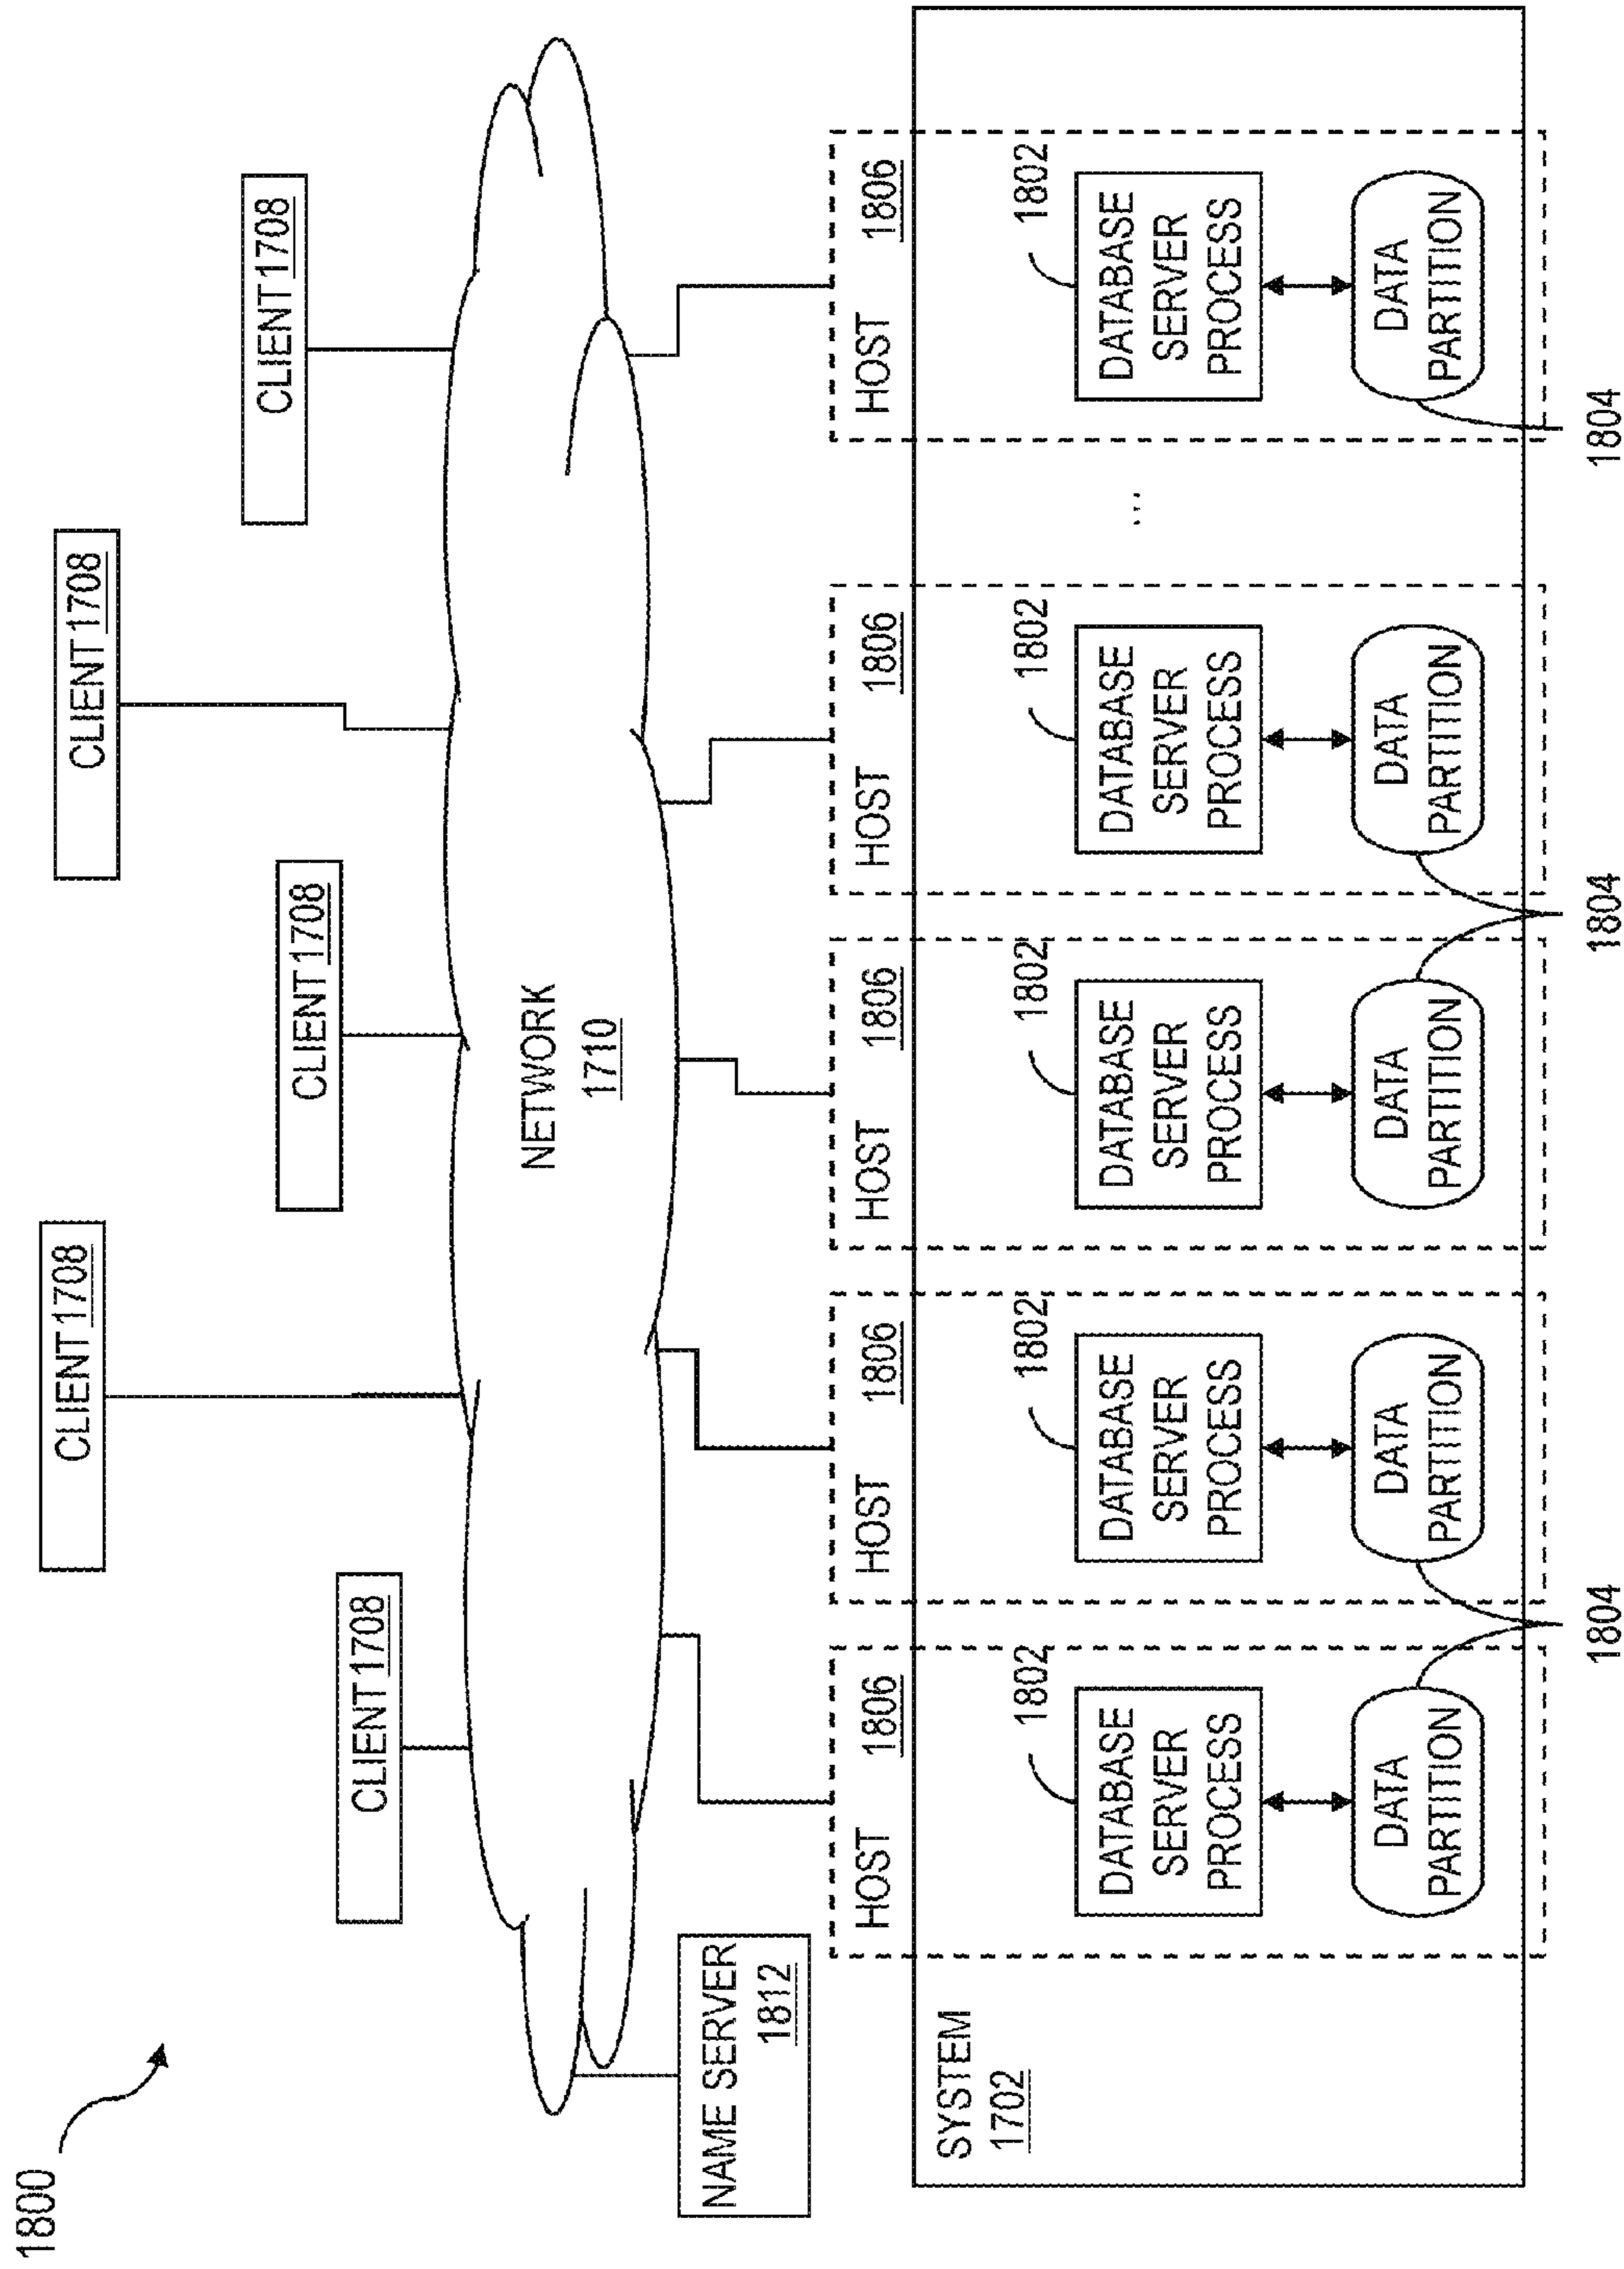 1800
CLIENT 1708
CLIENT 1708
CLIENT 1708
CLIENT 1708
CLIENT 1708
NETWORK
1710
NAME SERVER
1812
SYSTEM
1702
HOST 1806
1802
DATABASE
SERVER
PROCESS
DATA
PARTITION
HOST 1806
1802
DATABASE
SERVER
PROCESS
DATA
PARTITION
HOST 1806
1802
DATABASE
SERVER
PROCESS
DATA
PARTITION
HOST 1806
1802
DATABASE
SERVER
PROCESS
DATA
PARTITION
...
HOST 1806
1802
DATABASE
SERVER
PROCESS
DATA
PARTITION
1804
1804
1804